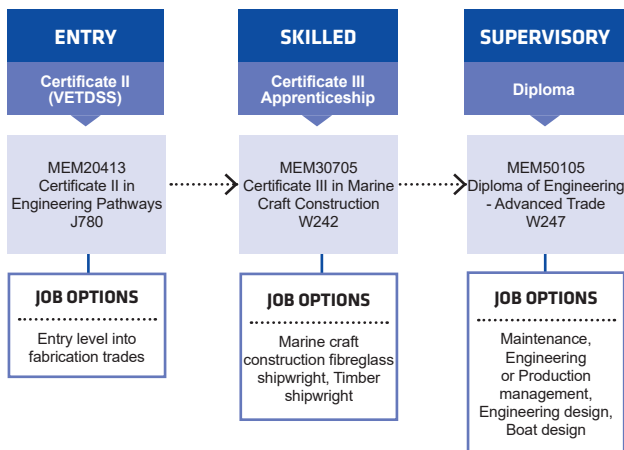 ENTRY
Certificate II
(VETDSS)
MEM20413
Certificate II in
Engineering Pathways
J780
JOB OPTIONS
Entry level into
fabrication trades
SKILLED
Certificate III
Apprenticeship
MEM30705
Certificate III in Marine
Craft Construction
W242
JOB OPTIONS
Marine craft
construction fibreglass
shipwright, Timber
shipwright
SUPERVISORY
Diploma
MEM50105
Diploma of Engineering
- Advanced Trade
W247
JOB OPTIONS
Maintenance,
Engineering
or Production
management,
Engineering design,
Boat design